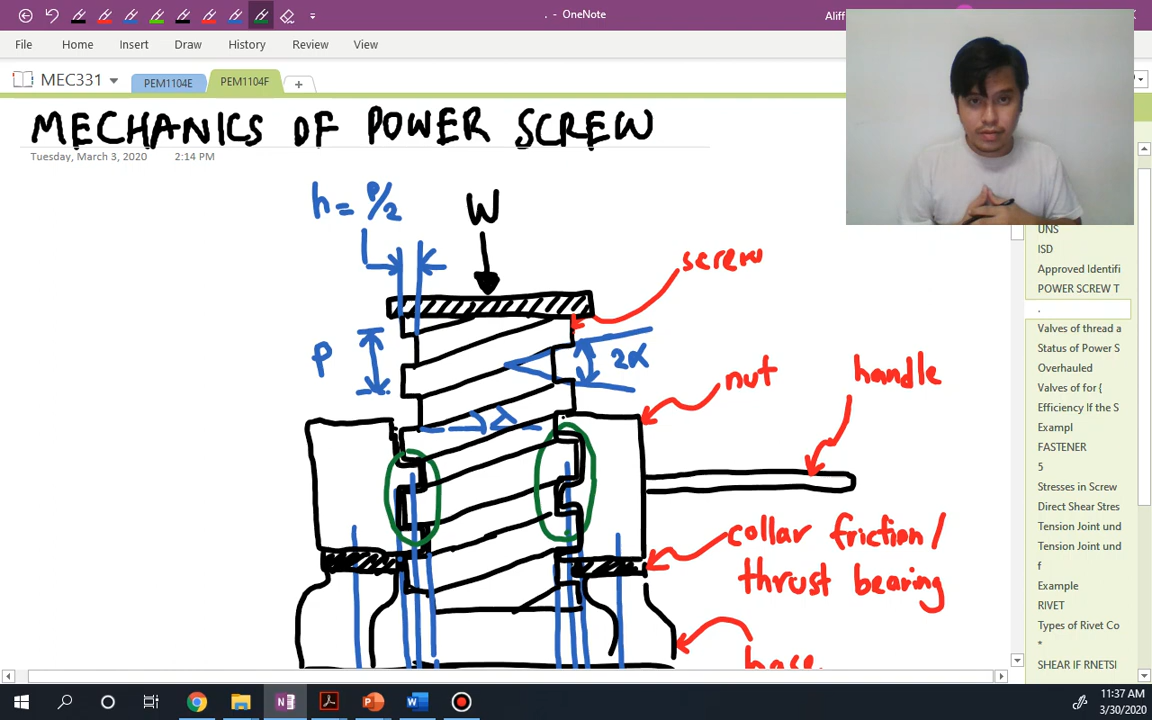 . - OneNote
Aliff
File Home Insert Draw History Review View
MEC331
PEM1104E
PEM1104F
MECHANICS OF POWER SCREW
Tuesday, March 3, 2020 2:14 PM
h = P/2
W
screw
P
2α
nut
handle
λ
collar friction /
thrust bearing
base
UNS
ISD
Approved Identifi
POWER SCREW T
.
Valves of thread a
Status of Power S
Overhauled
Valves of for {
Efficiency If the S
Exampl
FASTENER
5
Stresses in Screw
Direct Shear Stres
Tension Joint und
Tension Joint und
f
Example
RIVET
Types of Rivet Co
*
SHEAR IF RNETSI
11:37 AM
3/30/2020